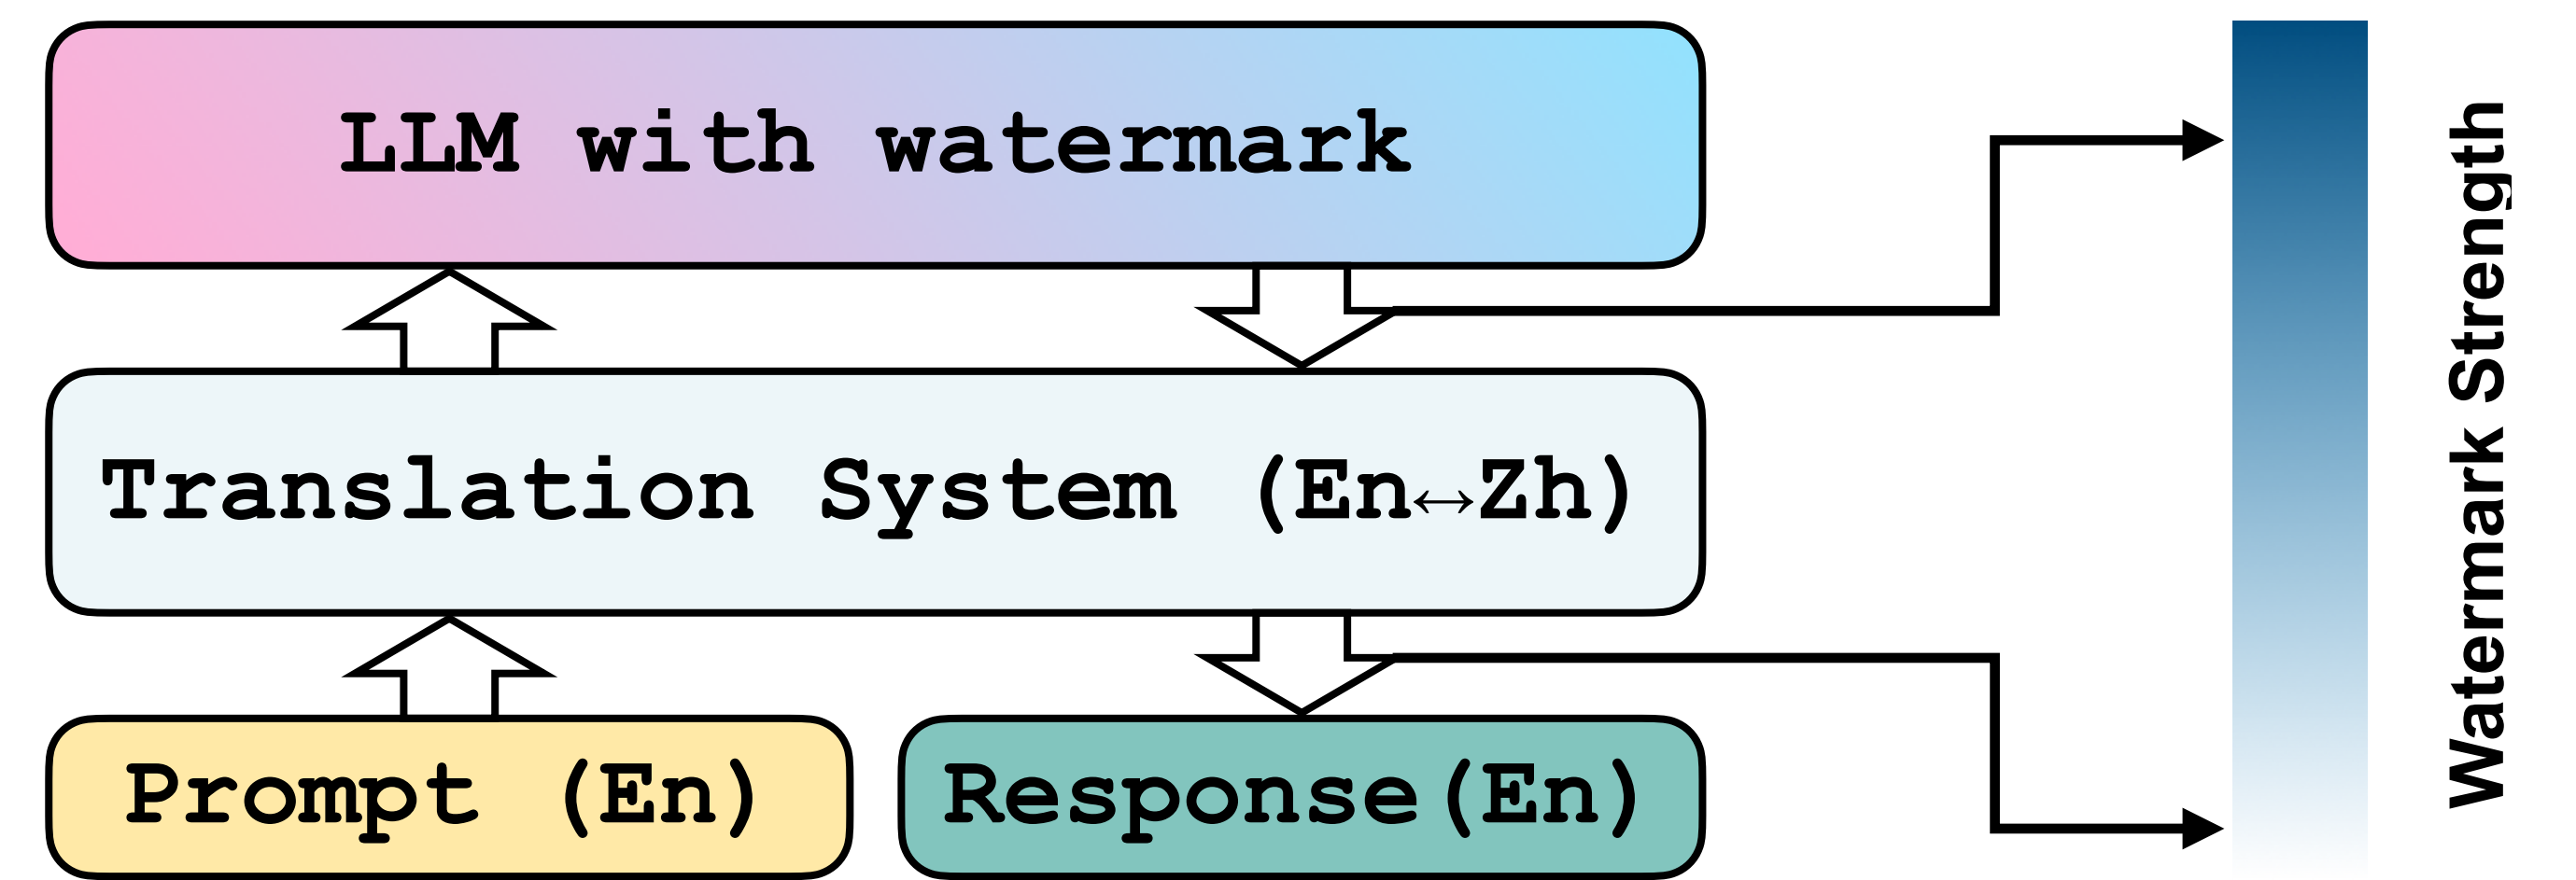 LLM with watermark
Translation System (En↔Zh)
Prompt (En)
Response(En)
Watermark Strength